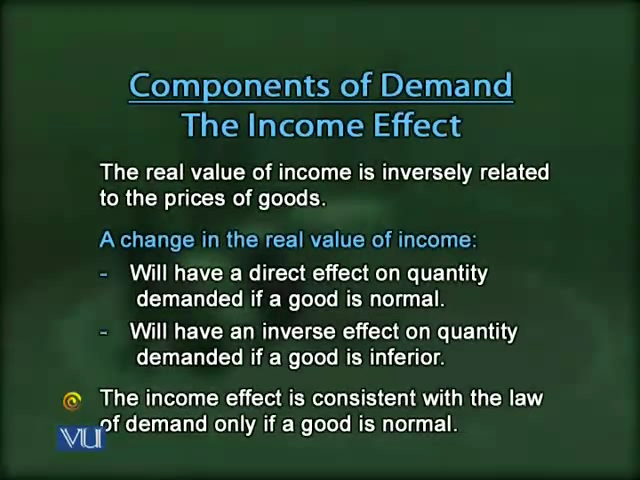 Components of Demand
The Income Effect
The real value of income is inversely related
to the prices of goods.
A change in the real value of income:
- Will have a direct effect on quantity
demanded if a good is normal.
- Will have an inverse effect on quantity
demanded if a good is inferior.
The income effect is consistent with the law
of demand only if a good is normal.
VU